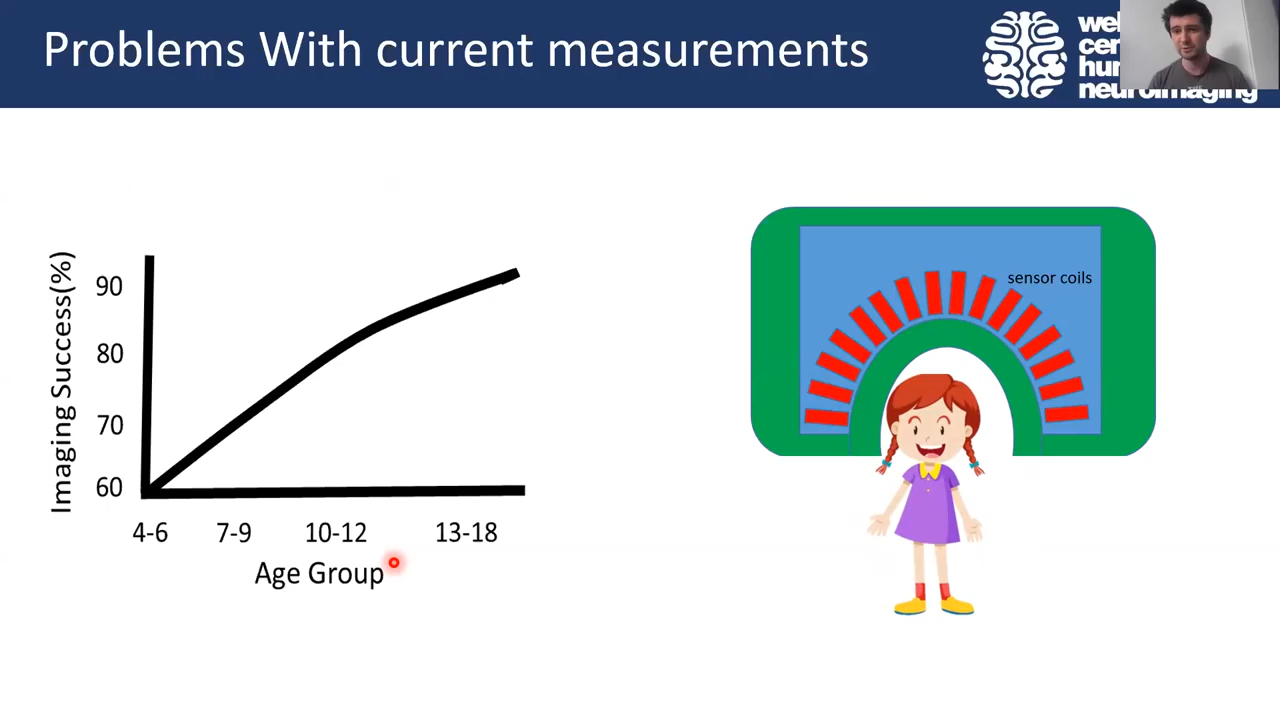 Problems With current measurements
neuroimaging
Imaging Success(%)
90
80
70
60
4-6 7-9 10-12 13-18
Age Group
sensor coils